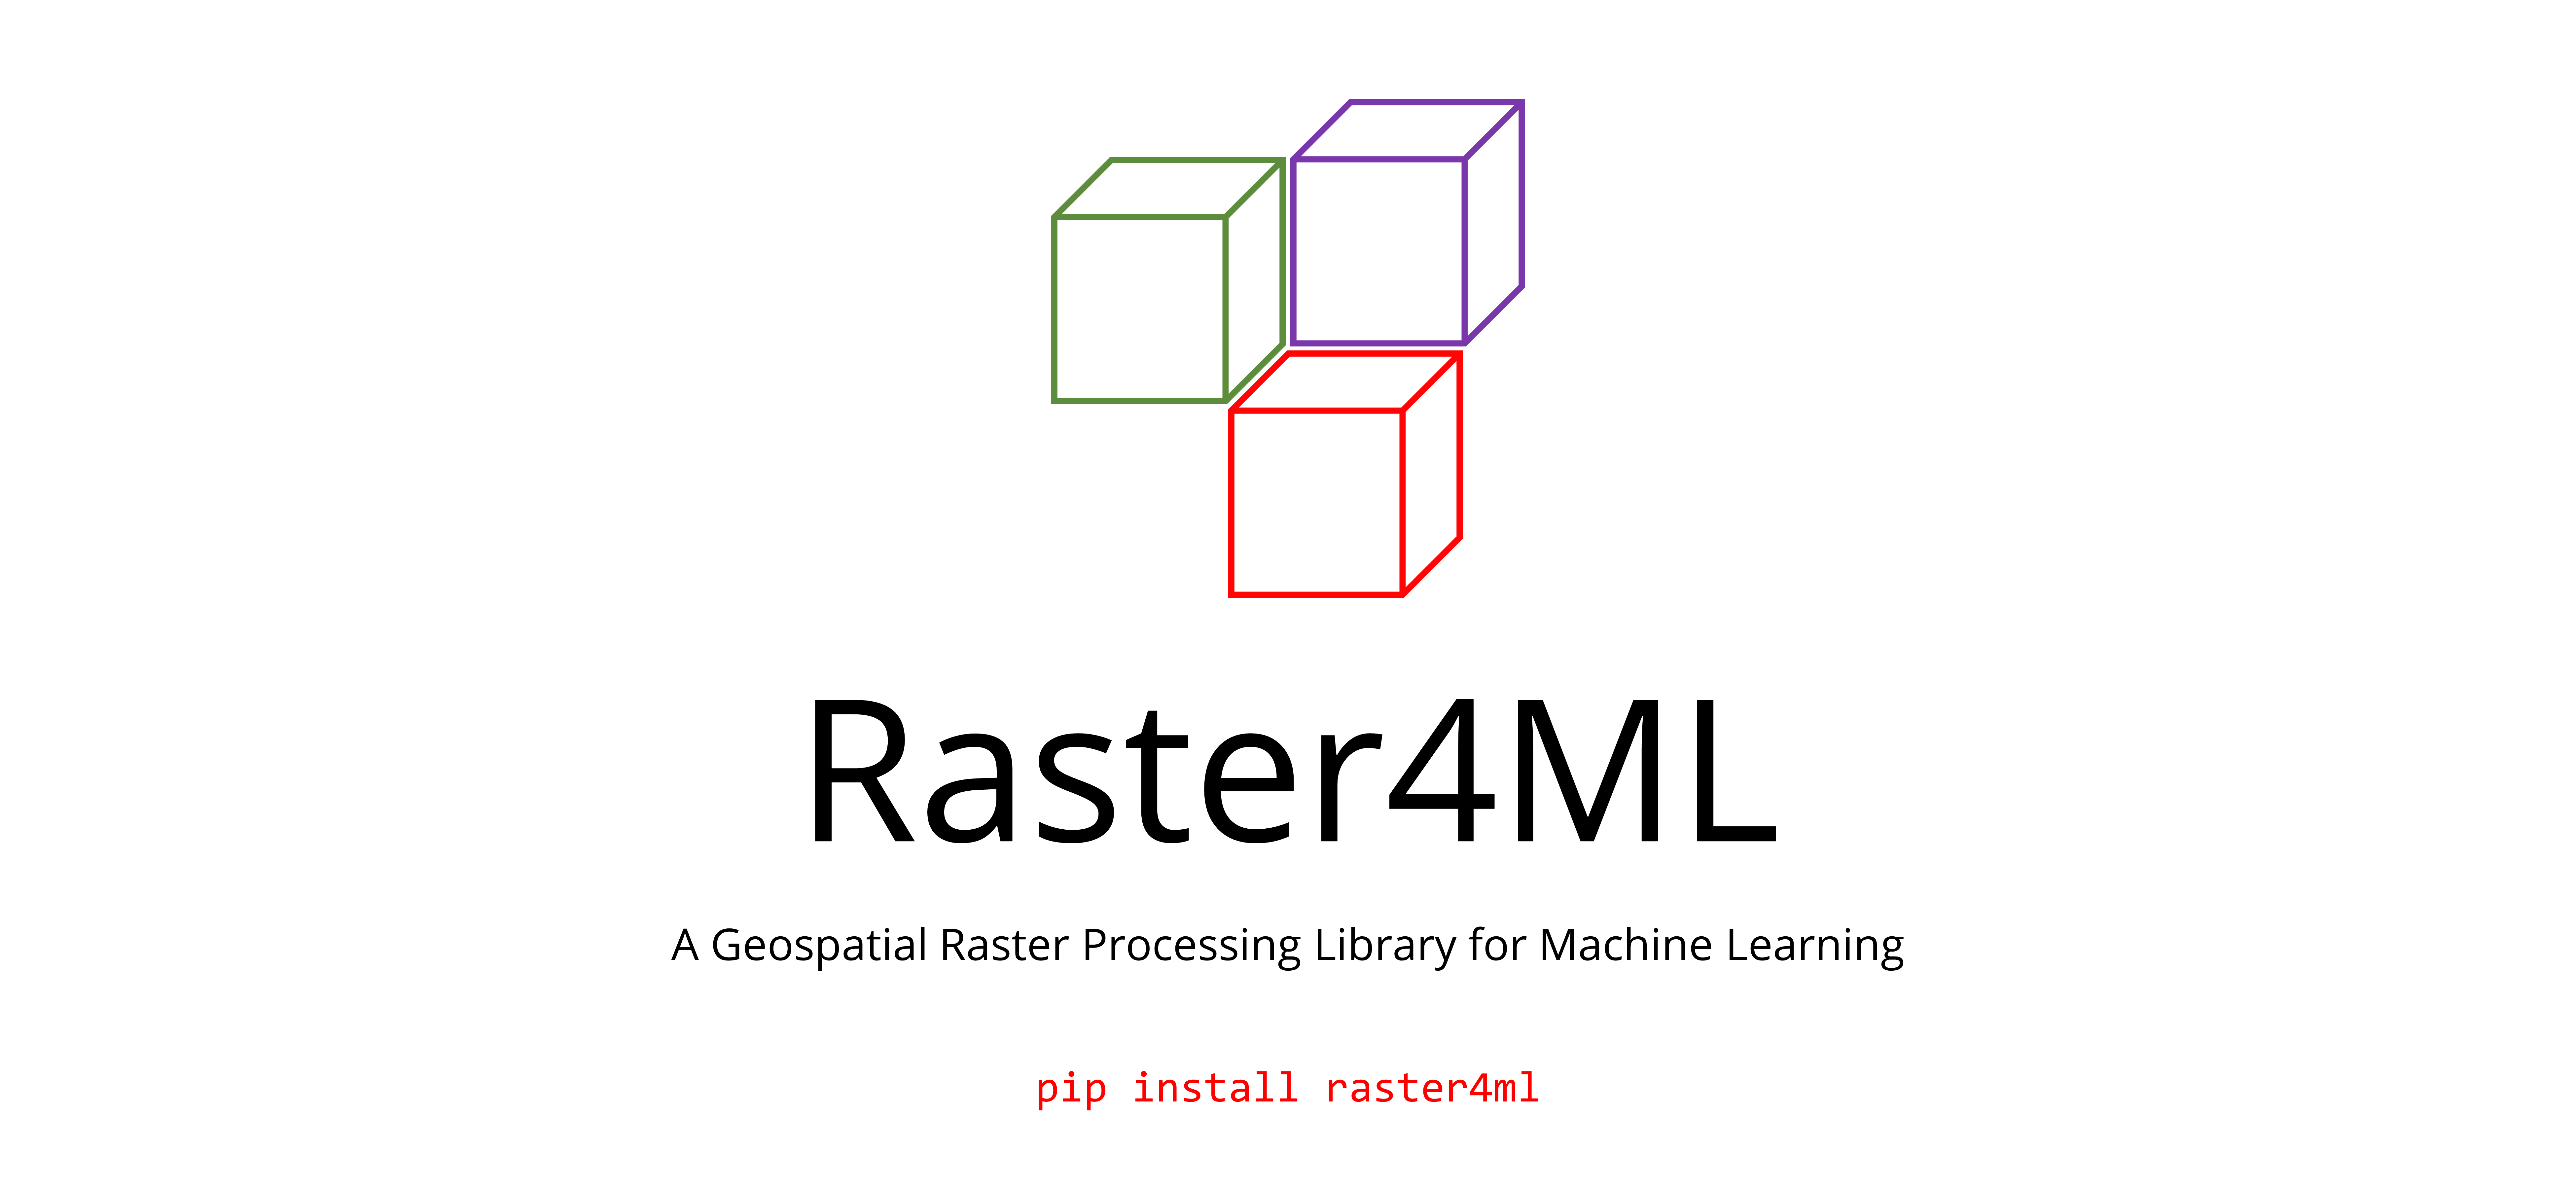 Raster4ML
A Geospatial Raster Processing Library for Machine Learning
pip install raster4ml